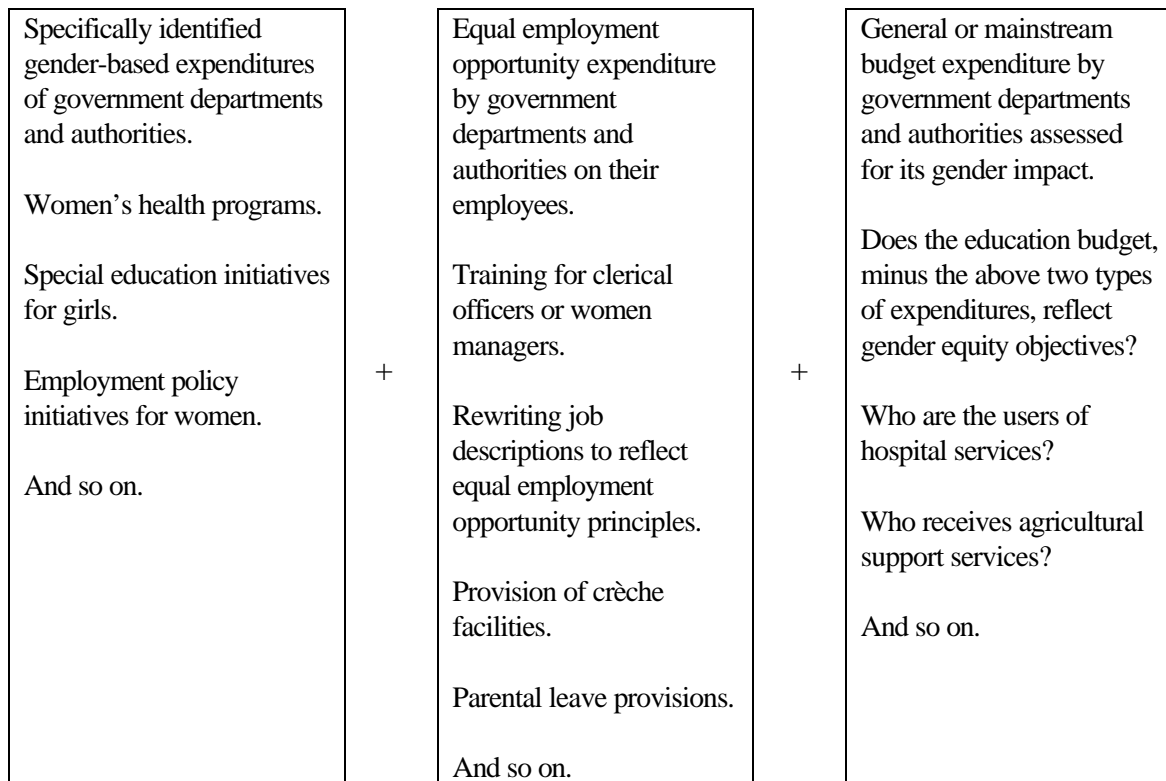 Specifically identified
gender-based expenditures
of government departments
and authorities.
Women’s health programs.
Special education initiatives
for girls.
Employment policy
initiatives for women.
And so on.
+
Equal employment
opportunity expenditure
by government
departments and
authorities on their
employees.
Training for clerical
officers or women
managers.
Rewriting job
descriptions to reflect
equal employment
opportunity principles.
Provision of crèche
facilities.
Parental leave provisions.
And so on.
+
General or mainstream
budget expenditure by
government departments
and authorities assessed
for its gender impact.
Does the education budget,
minus the above two types
of expenditures, reflect
gender equity objectives?
Who are the users of
hospital services?
Who receives agricultural
support services?
And so on.